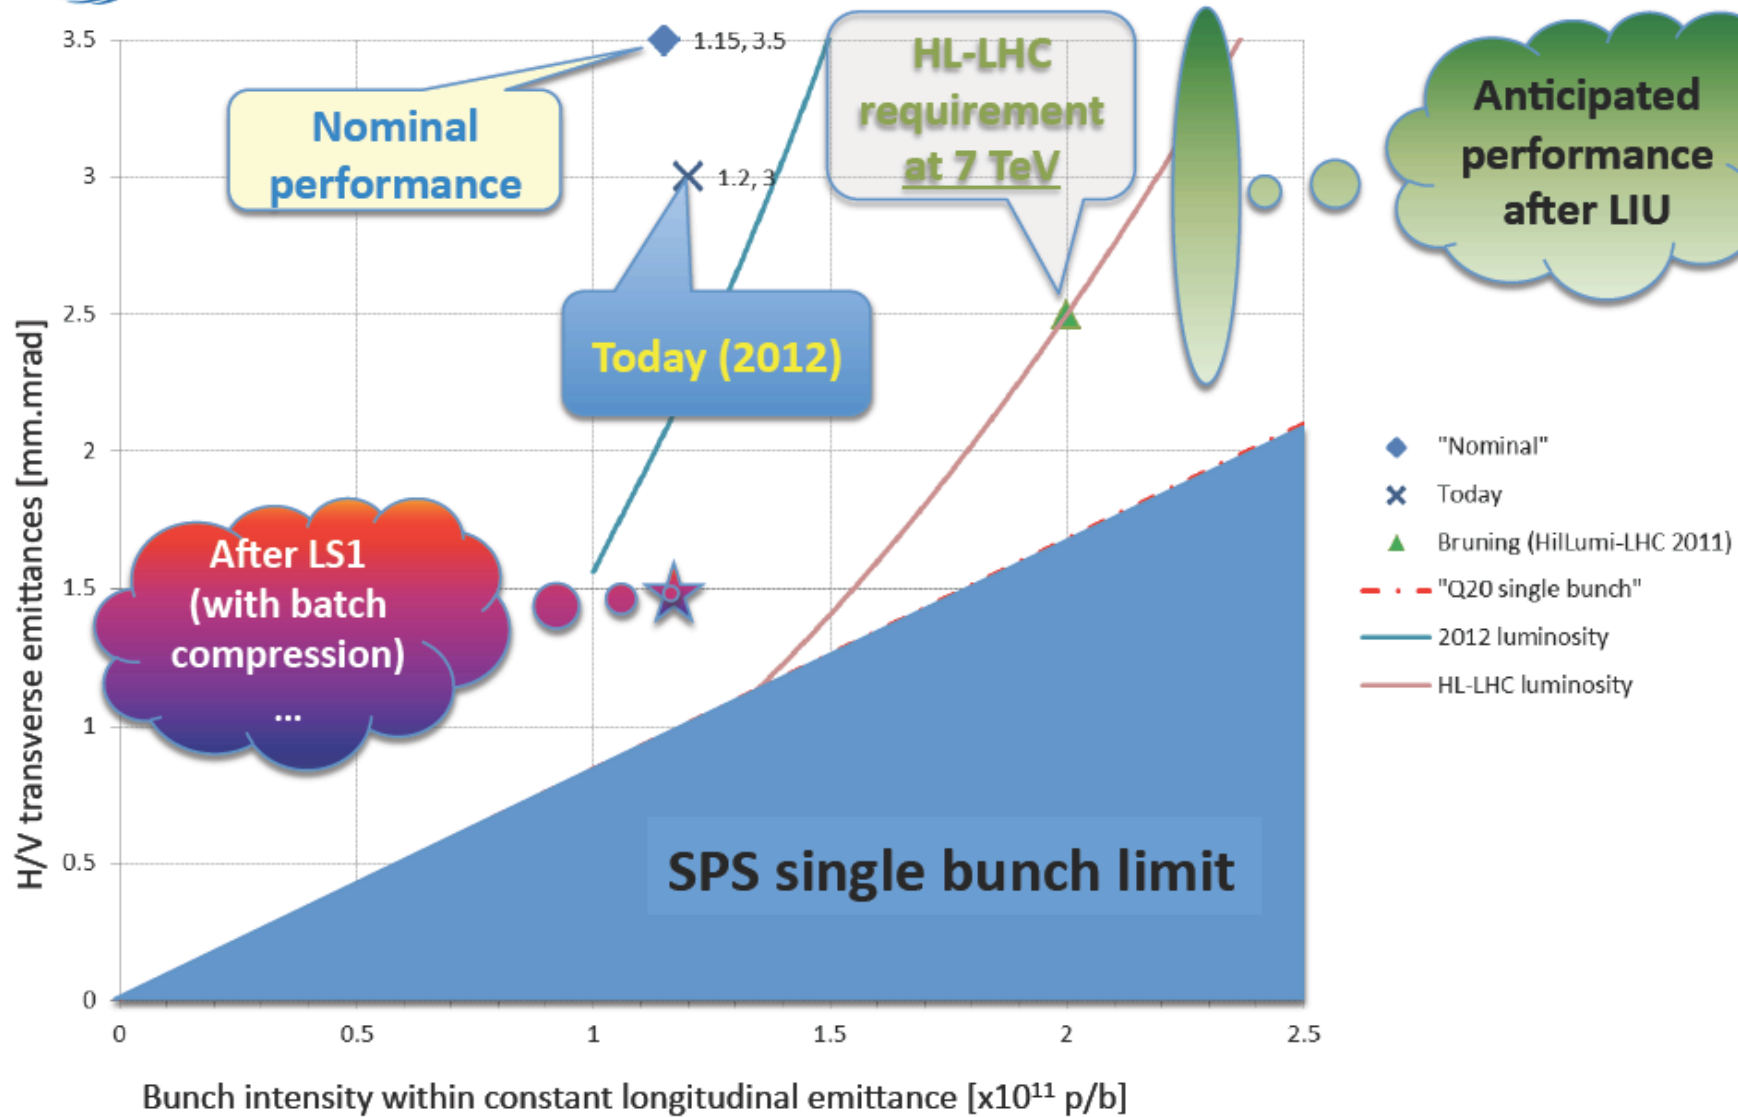 3.5
3
2.5
2
1.5
1
0.5
0
H/V transverse emittances [mm.mrad]
0
0.5
1
1.5
2
2.5
Bunch intensity within constant longitudinal emittance [x10¹¹ p/b]
1.15, 3.5
Nominal
performance
1.2, 3
Today (2012)
HL-LHC
requirement
at 7 TeV
Anticipated
performance
after LIU
After LS1
(with batch
compression)
...
SPS single bunch limit
"Nominal"
Today
Bruning (HilLumi-LHC 2011)
"Q20 single bunch"
2012 luminosity
HL-LHC luminosity